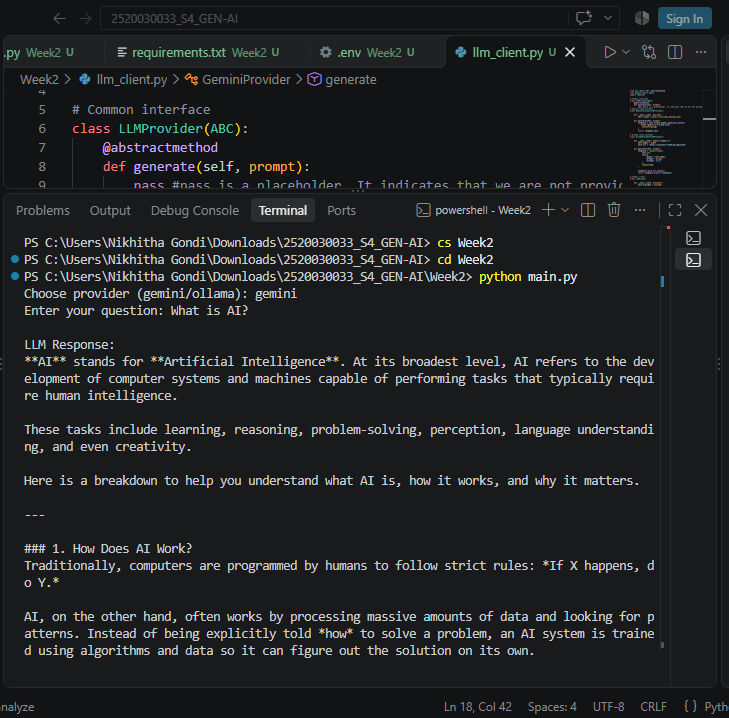 2520030033_S4_GEN-AI
Sign In
.py Week2 U
requirements.txt Week2 U
.env Week2 U
llm_client.py U
Week2 > llm_client.py > GeminiProvider > generate
4
5 # Common interface
6 class LLMProvider(ABC):
7 @abstractmethod
8 def generate(self, prompt):
9 pass #pass is a placeholder. It indicates that we are not provid
Problems Output Debug Console Terminal Ports
powershell - Week2
PS C:\Users\Nikhitha Gondi\Downloads\2520030033_S4_GEN-AI> cs Week2
PS C:\Users\Nikhitha Gondi\Downloads\2520030033_S4_GEN-AI> cd Week2
PS C:\Users\Nikhitha Gondi\Downloads\2520030033_S4_GEN-AI\Week2> python main.py
Choose provider (gemini/ollama): gemini
Enter your question: What is AI?
LLM Response:
**AI** stands for **Artificial Intelligence**. At its broadest level, AI refers to the dev
elopment of computer systems and machines capable of performing tasks that typically requi
re human intelligence.
These tasks include learning, reasoning, problem-solving, perception, language understandi
ng, and even creativity.
Here is a breakdown to help you understand what AI is, how it works, and why it matters.
---
### 1. How Does AI Work?
Traditionally, computers are programmed by humans to follow strict rules: *If X happens, d
o Y.*
AI, on the other hand, often works by processing massive amounts of data and looking for p
atterns. Instead of being explicitly told *how* to solve a problem, an AI system is traine
d using algorithms and data so it can figure out the solution on its own.
nalyze
Ln 18, Col 42
Spaces: 4
UTF-8
CRLF
{ } Pyth